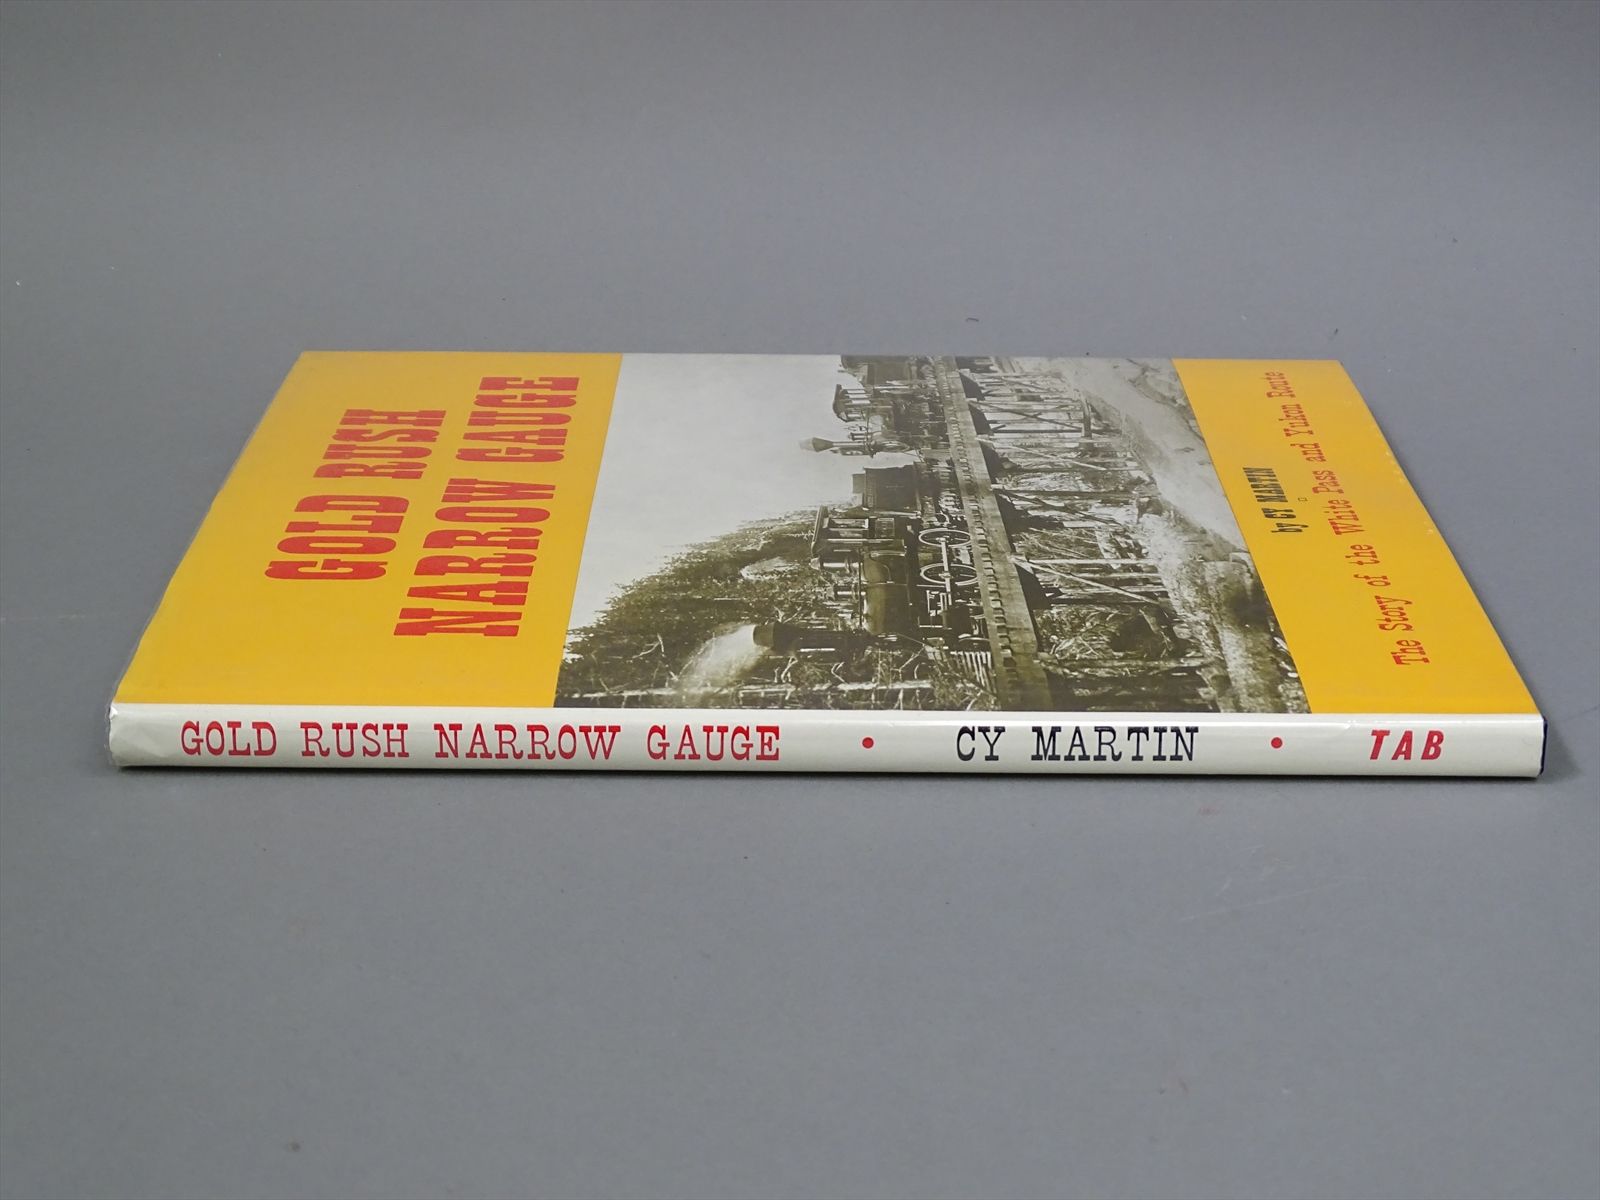 GOLD RUSH
NARROW GAUGE
by CY MARTIN
The Story of the White Pass and Yukon Route
GOLD RUSH NARROW GAUGE • CY MARTIN • TAB